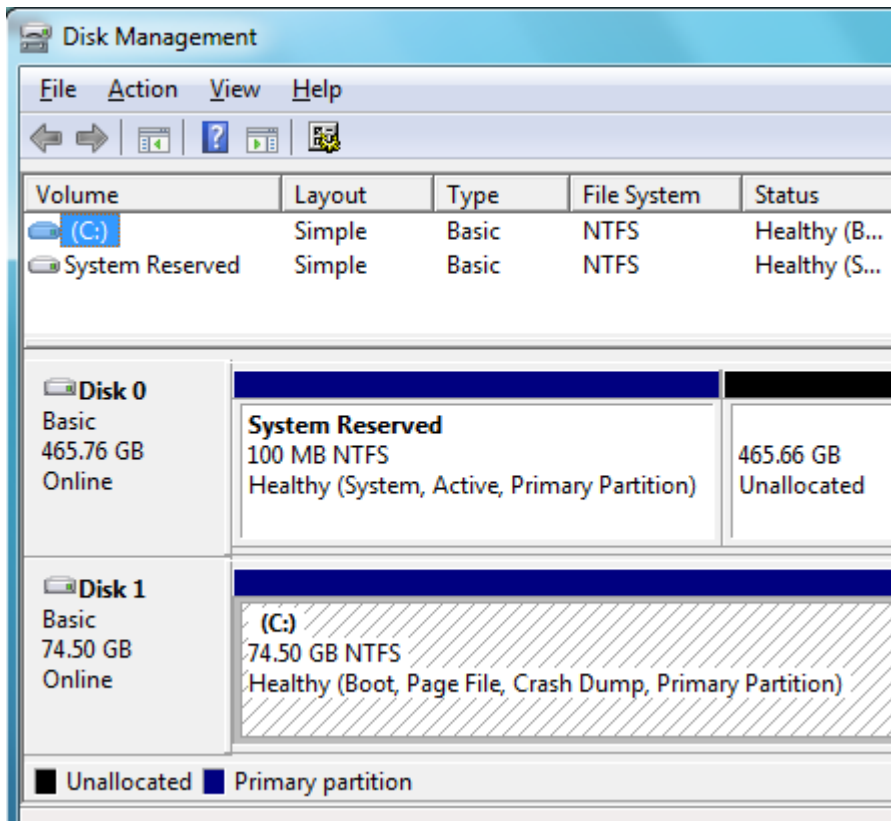 Disk Management
File Action View Help
Volume Layout Type File System Status
(C:) Simple Basic NTFS Healthy (B...
System Reserved Simple Basic NTFS Healthy (S...
Disk 0
Basic
465.76 GB
Online
System Reserved
100 MB NTFS
Healthy (System, Active, Primary Partition)
465.66 GB
Unallocated
Disk 1
Basic
74.50 GB
Online
(C:)
74.50 GB NTFS
Healthy (Boot, Page File, Crash Dump, Primary Partition)
Unallocated Primary partition